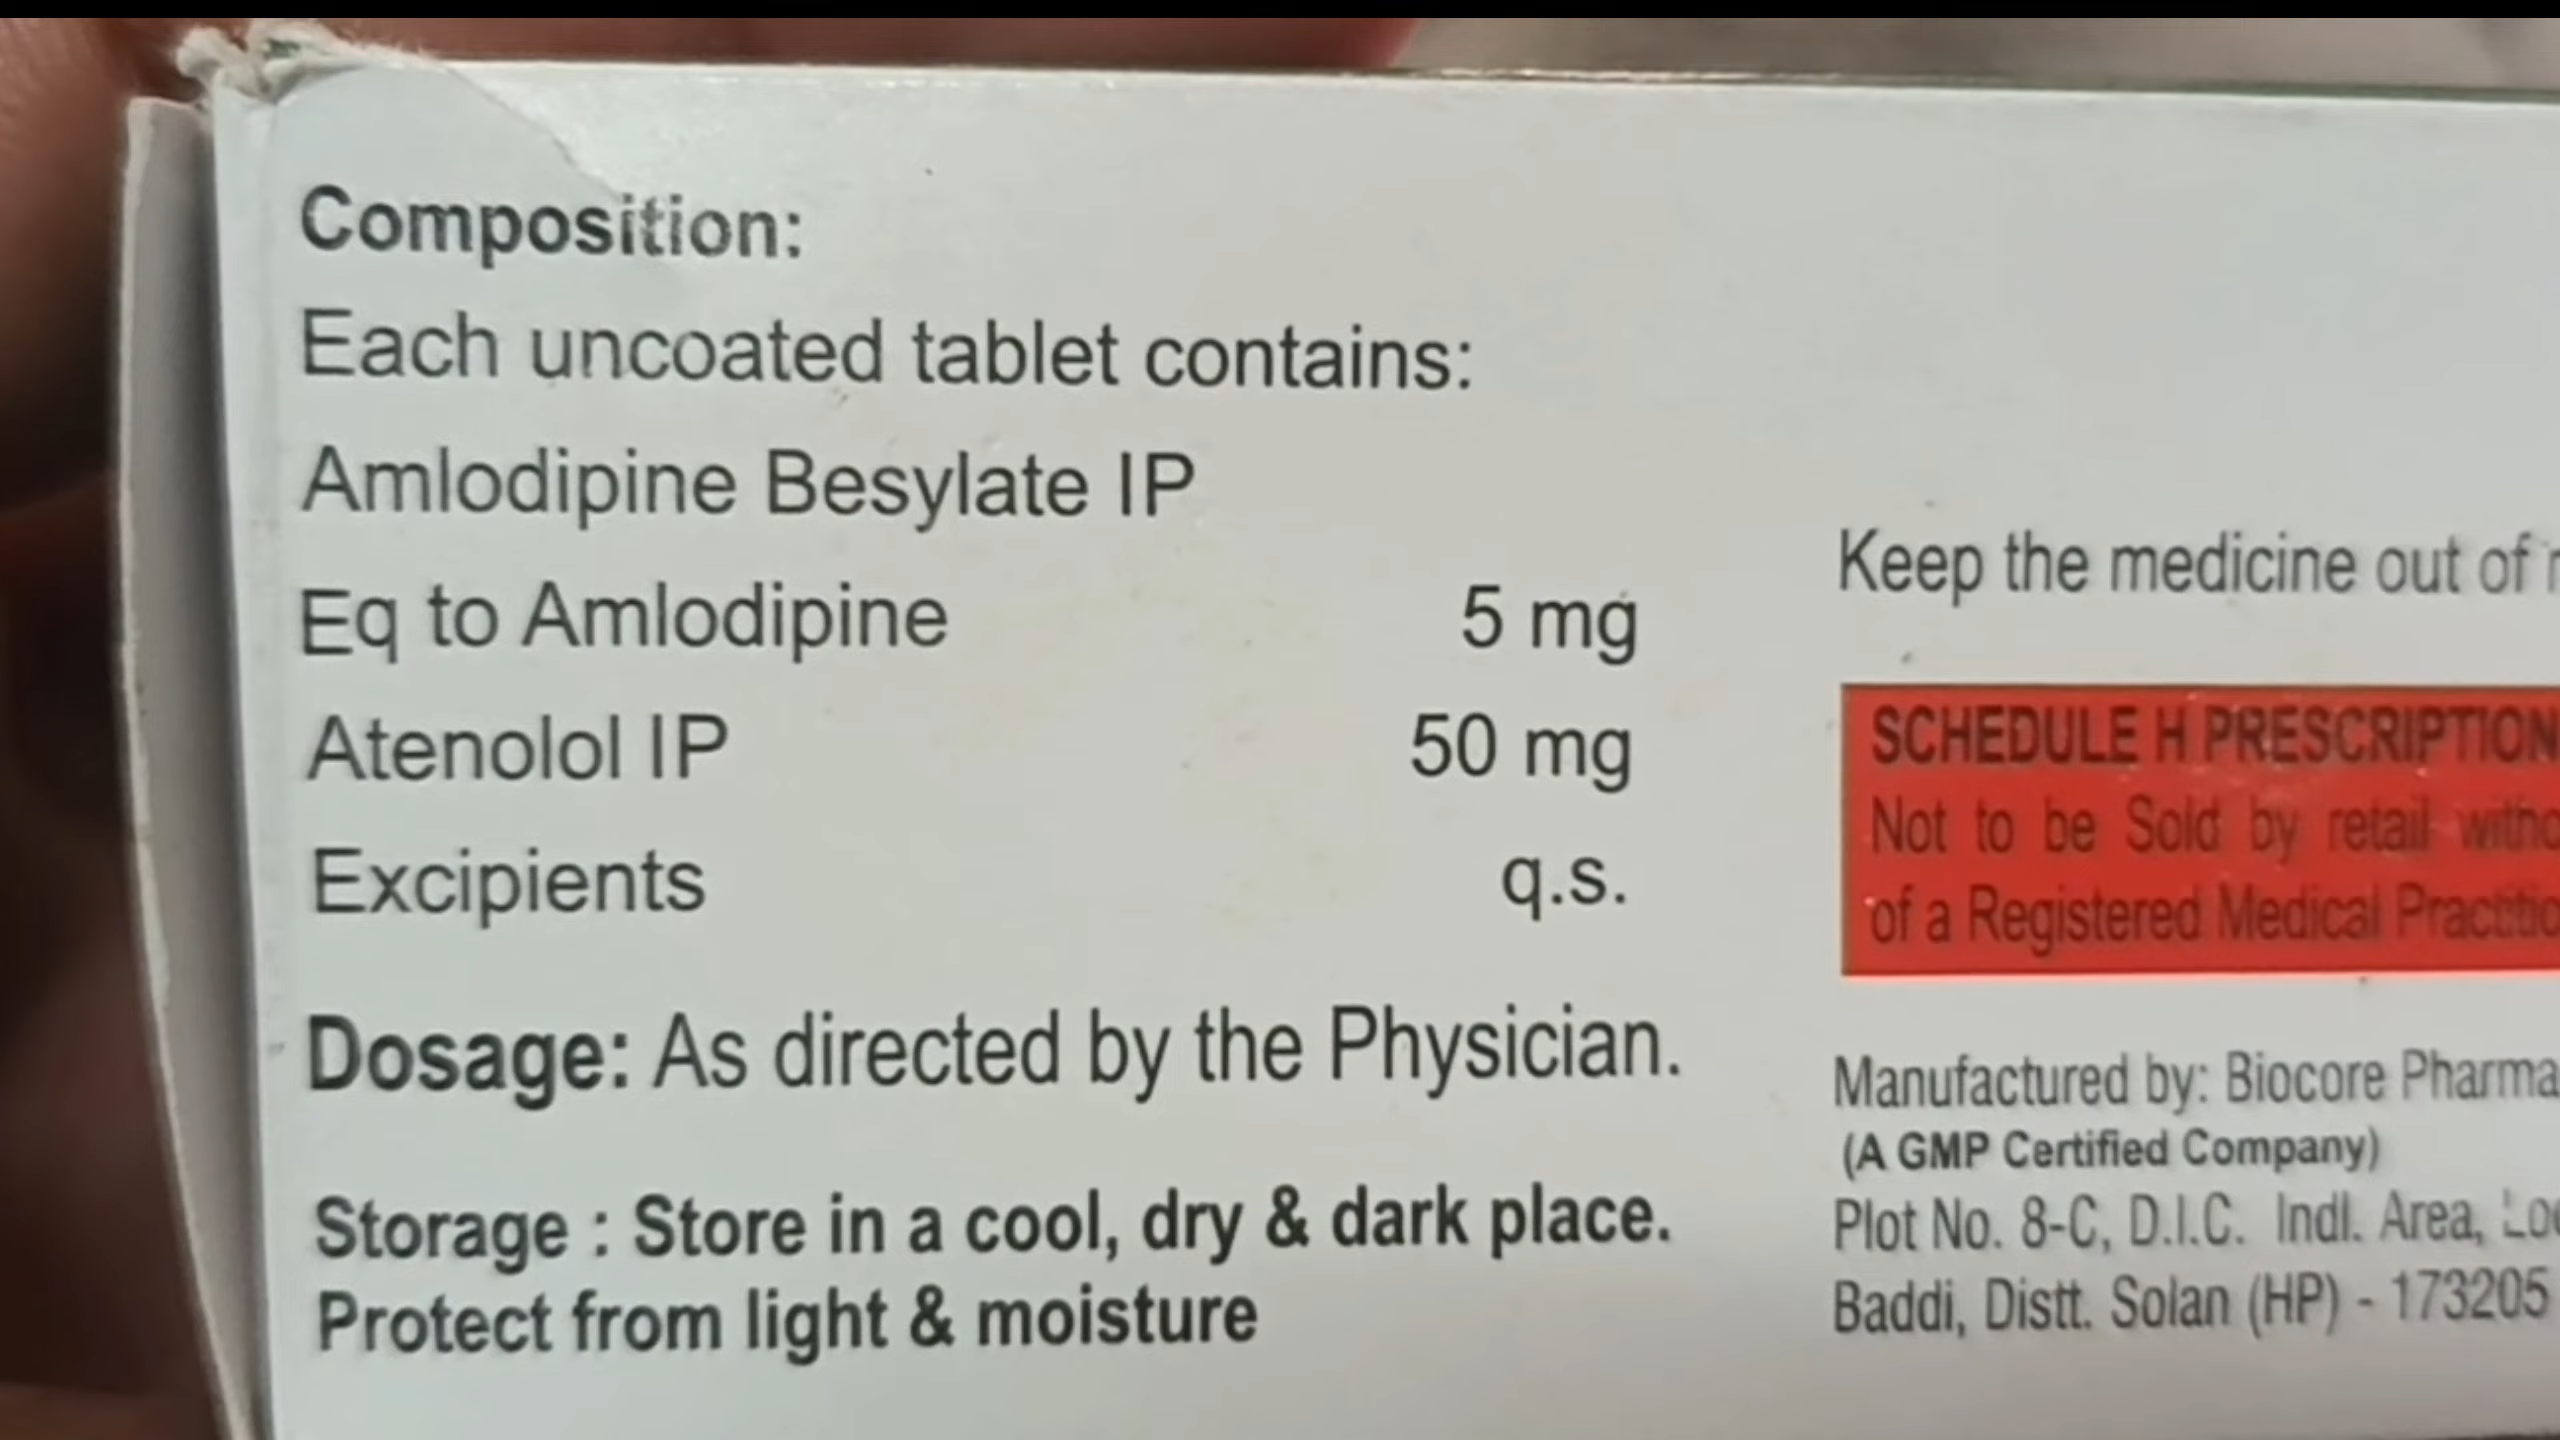 Composition:
Each uncoated tablet contains:
Amlodipine Besylate IP
Eq to Amlodipine 5 mg
Atenolol IP 50 mg
Excipients q.s.
Dosage: As directed by the Physician.
Storage : Store in a cool, dry & dark place.
Protect from light & moisture
Keep the medicine out of
SCHEDULE H PRESCRIPTION
Not to be Sold by retail
of a Registered Medical
Manufactured by: Biocore Pharma
(A GMP Certified Company)
Plot No. 8-C, D.I.C. Indl. Area,
Baddi, Distt. Solan (HP) - 173205